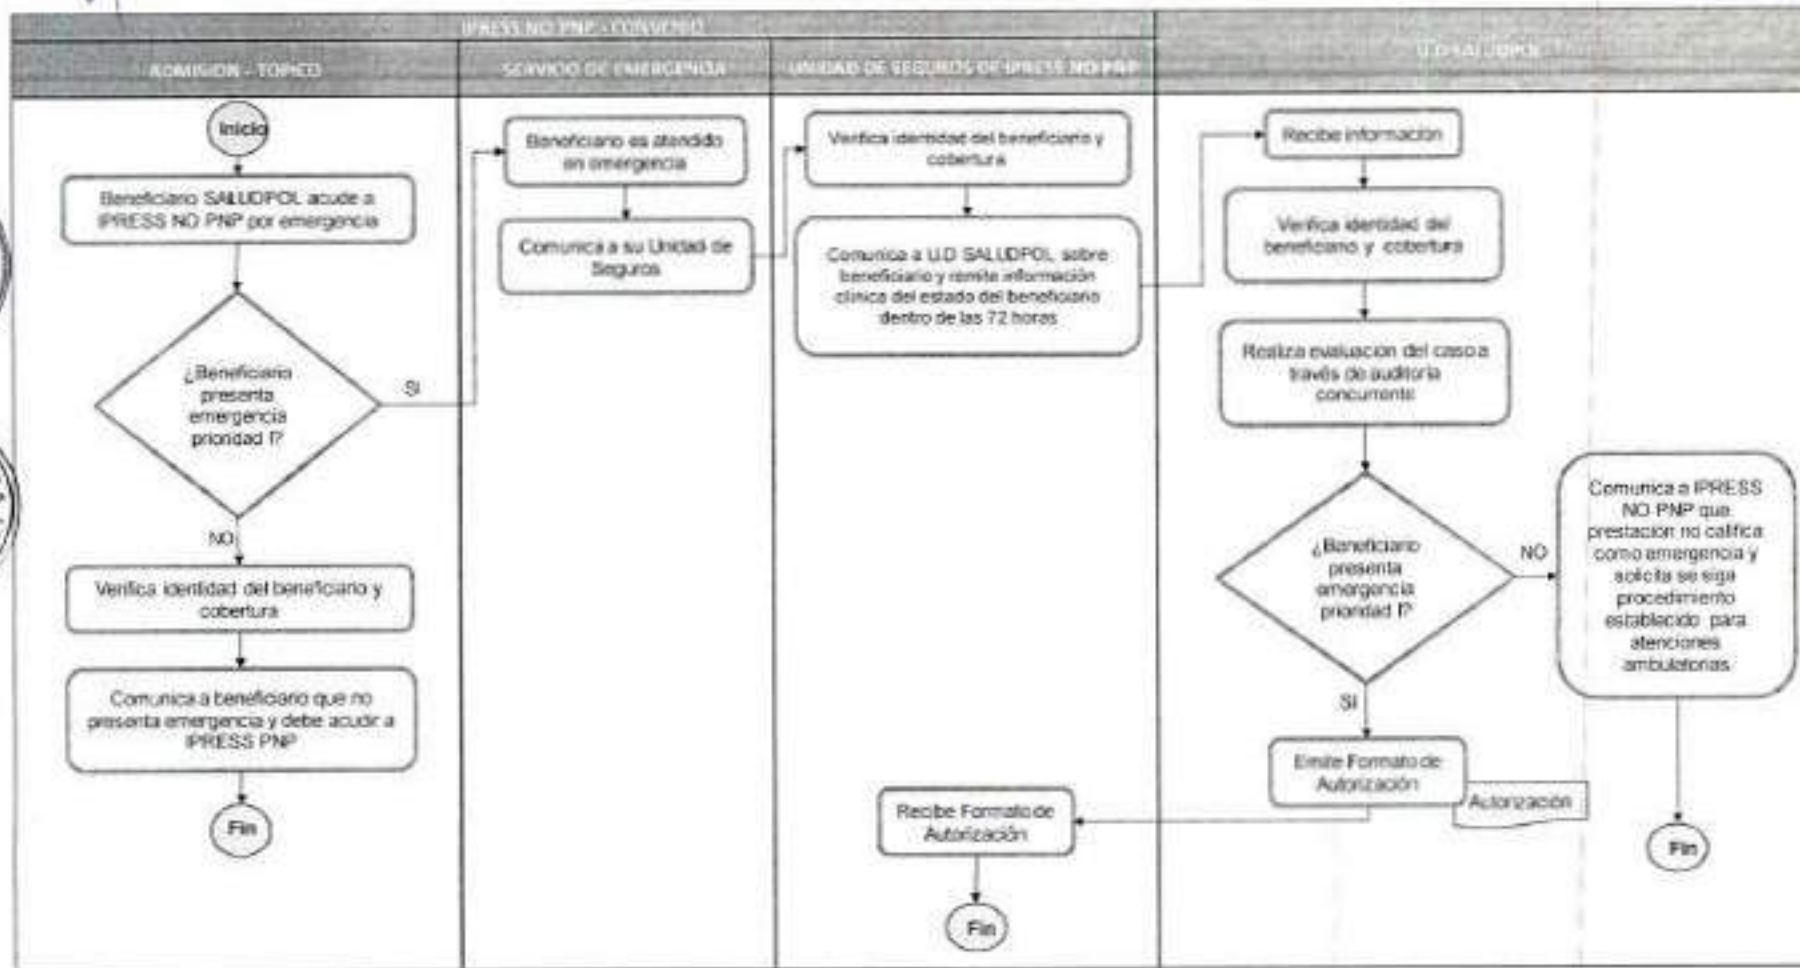 IPRESS NO PNP - CONVENIO
U.D SALUDPOL
ADMISION - TOPICO
SERVICIO DE EMERGENCIA
UNIDAD DE SEGUROS DE IPRESS NO PNP
Inicio
Beneficiario SALUDPOL acude a
IPRESS NO PNP por emergencia
¿Beneficiario
presenta
emergencia
prioridad I?
SI
NO
Verifica identidad del beneficiario y
cobertura
Comunica a beneficiario que no
presenta emergencia y debe acudir a
IPRESS PNP
Fin
Beneficiario es atendido
en emergencia
Comunica a su Unidad de
Seguros
Verifica identidad del beneficiario y
cobertura
Comunica a U.D SALUDPOL sobre
beneficiario y remite información
clínica del estado del beneficiario
dentro de las 72 horas
Recibe Formato de
Autorización
Fin
Recibe información
Verifica identidad del
beneficiario y cobertura
Realiza evaluacion del caso a
través de auditoría
concurrente
¿Beneficiario
presenta
emergencia
prioridad I?
NO
SI
Emite Formato de
Autorización
Autorización
Comunica a IPRESS
NO PNP que
prestacion no califica
como emergencia y
solicita se siga
procedimiento
establecido para
atenciones
ambulatorias
Fin